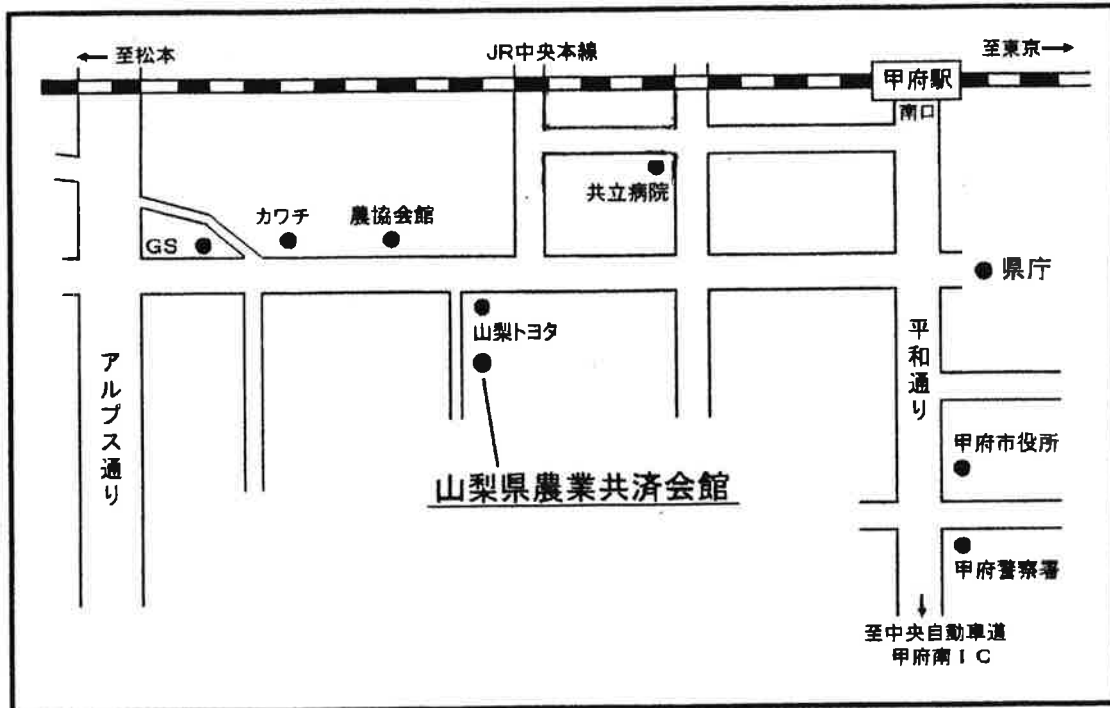 ← 至松本
JR中央本線
至東京→
甲府駅
南口
共立病院
カワチ
農協会館
GS
県庁
山梨トヨタ
平和通り
アルプス通り
甲府市役所
山梨県農業共済会館
甲府警察署
↓
至中央自動車道
甲府南IC